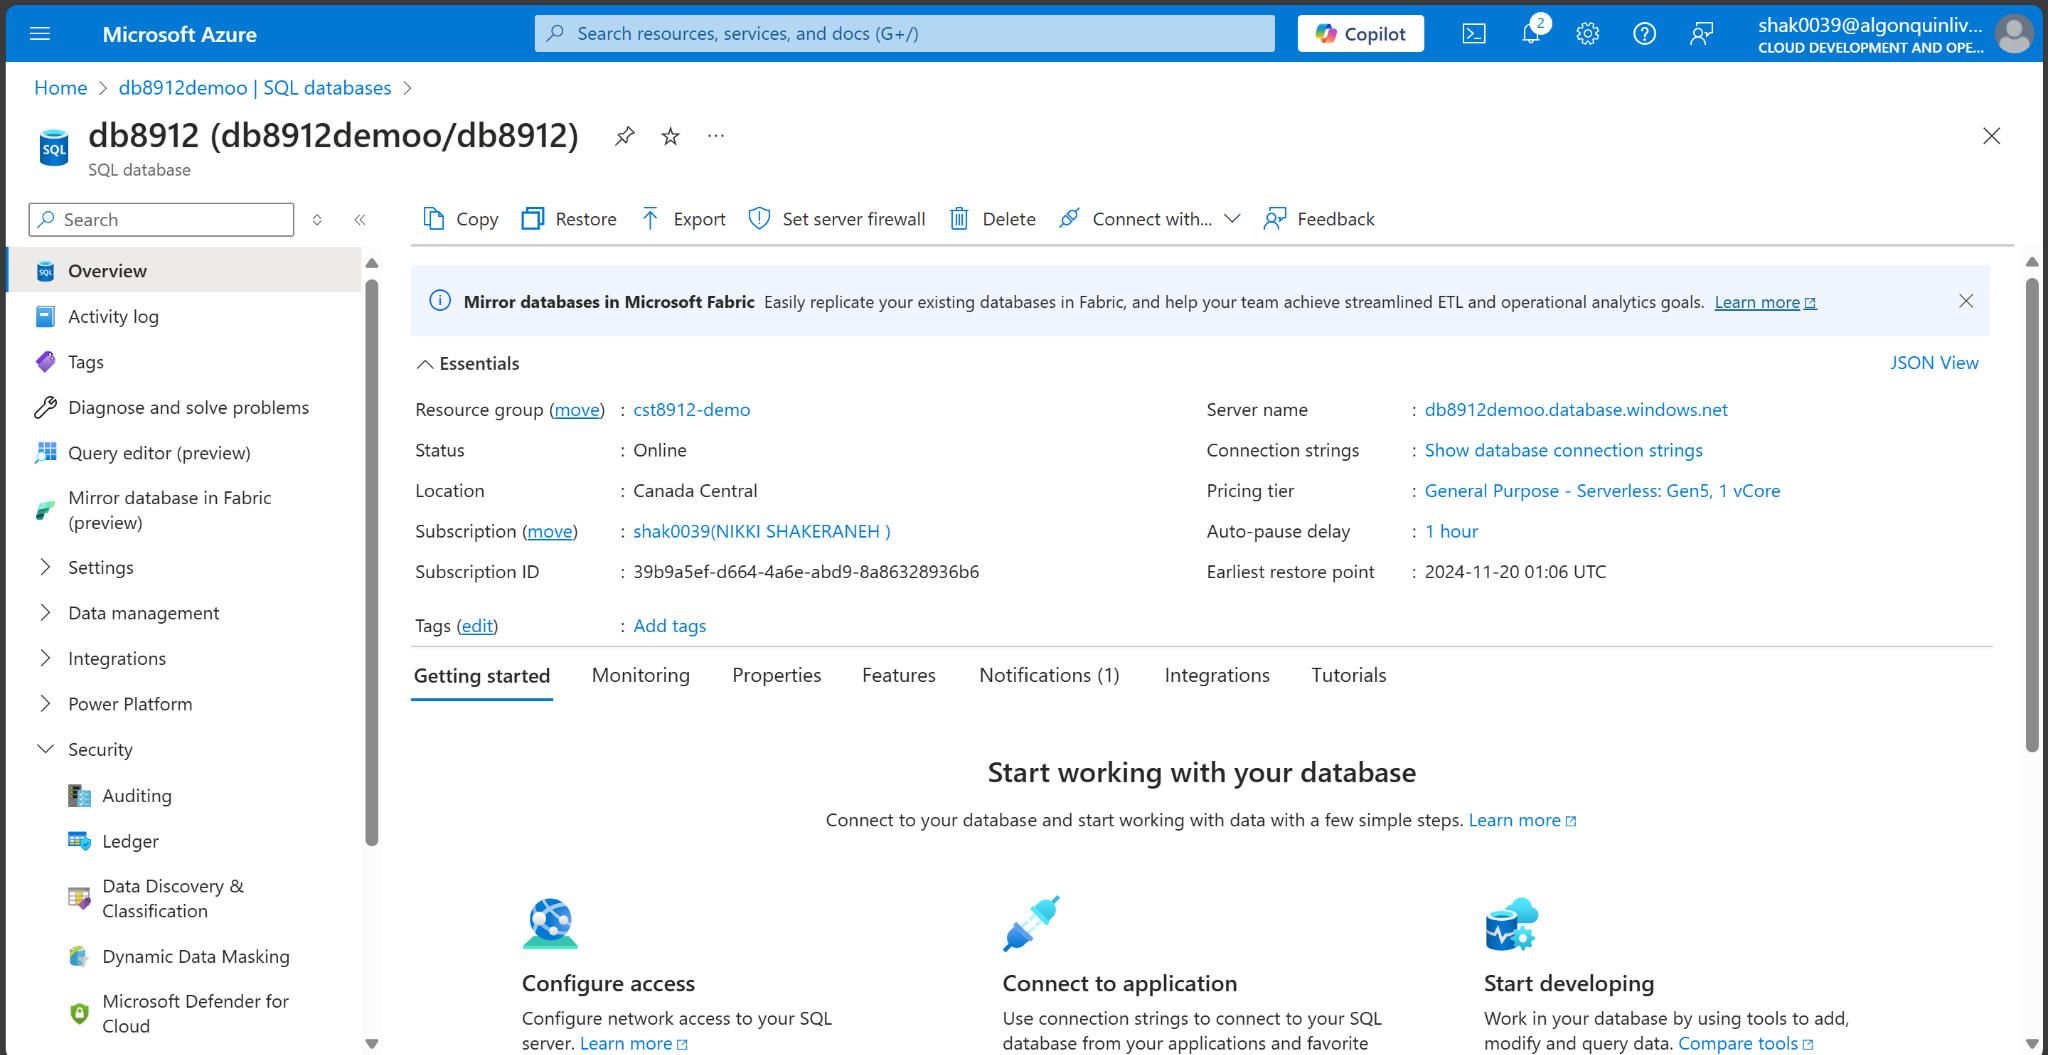 Microsoft Azure
Search resources, services, and docs (G+/)
Copilot
2
shak0039@algonquinliv...
CLOUD DEVELOPMENT AND OPE...
Home > db8912demoo | SQL databases >
SQL
db8912 (db8912demoo/db8912)
SQL database
Search
Copy
Restore
Export
Set server firewall
Delete
Connect with...
Feedback
SQL Overview
Activity log
Tags
Diagnose and solve problems
Query editor (preview)
Mirror database in Fabric
(preview)
Settings
Data management
Integrations
Power Platform
Security
Auditing
Ledger
Data Discovery &
Classification
Dynamic Data Masking
Microsoft Defender for
Cloud
Mirror databases in Microsoft Fabric Easily replicate your existing databases in Fabric, and help your team achieve streamlined ETL and operational analytics goals. Learn more
Essentials
JSON View
Resource group (move) : cst8912-demo
Status : Online
Location : Canada Central
Subscription (move) : shak0039(NIKKI SHAKERANEH )
Subscription ID : 39b9a5ef-d664-4a6e-abd9-8a86328936b6
Server name : db8912demoo.database.windows.net
Connection strings : Show database connection strings
Pricing tier : General Purpose - Serverless: Gen5, 1 vCore
Auto-pause delay : 1 hour
Earliest restore point : 2024-11-20 01:06 UTC
Tags (edit) : Add tags
Getting started
Monitoring
Properties
Features
Notifications (1)
Integrations
Tutorials
Start working with your database
Connect to your database and start working with data with a few simple steps. Learn more
Configure access
Configure network access to your SQL
server. Learn more
Connect to application
Use connection strings to connect to your SQL
database from your applications and favorite
Start developing
Work in your database by using tools to add,
modify and query data. Compare tools